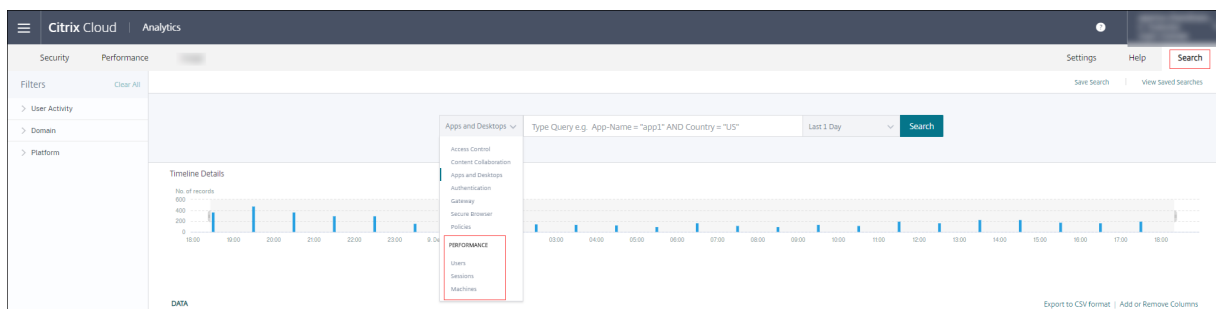 Citrix Cloud Analytics
Security Performance Settings Help Search
Filters Clear All Save Search View Saved Searches
User Activity
Domain
Platform
Apps and Desktops Type Query e.g. App-Name = "app1" AND Country = "US" Last 1 Day Search
Access Control
Content Collaboration
Apps and Desktops
Authentication
Gateway
Secure Browser
Policies
PERFORMANCE
Users
Sessions
Machines
Timeline Details
No. of records
600
400
200
0
18:00 19:00 20:00 21:00 22:00 23:00 9. 03:00 04:00 05:00 06:00 07:00 08:00 09:00 10:00 11:00 12:00 13:00 14:00 15:00 16:00 17:00 18:00
DATA Export to CSV format | Add or Remove Columns